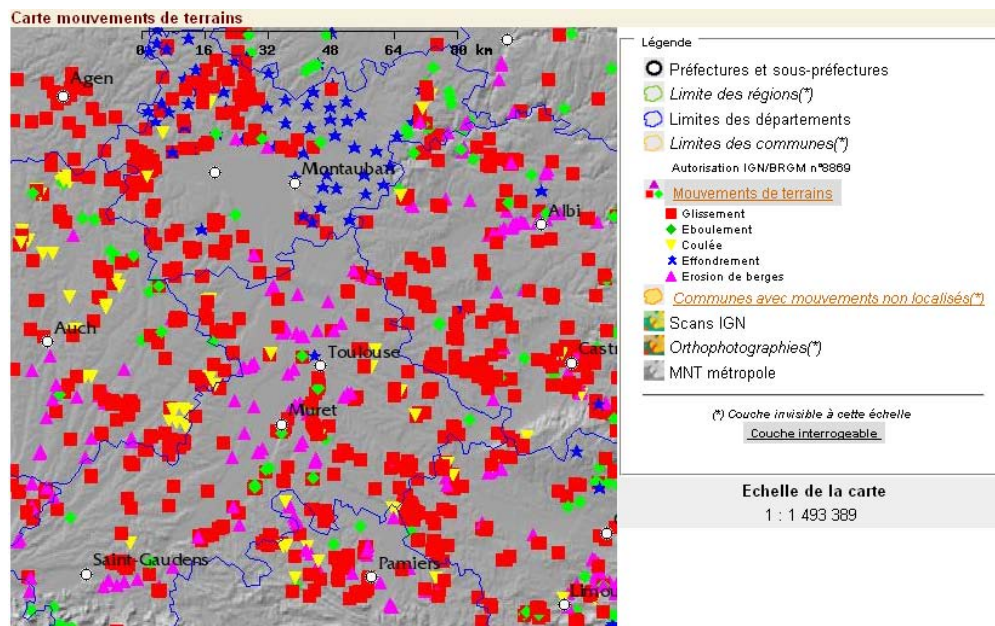 Carte mouvements de terrains
0 16 32 48 64 80 km
Agen
Montauban
Albi
Auch
Toulouse
Castr
Muret
Saint-Gaudens
Pamiers
Limou
Légende
Préfectures et sous-préfectures
Limite des régions(*)
Limites des départements
Limites des communes(*)
Autorisation IGN/BRGM n°8869
Mouvements de terrains
Glissement
Eboulement
Coulée
Effondrement
Erosion de berges
Communes avec mouvements non localisés(*)
Scans IGN
Orthophotographies(*)
MNT métropole
(*) Couche invisible à cette échelle
Couche interrogeable
Echelle de la carte
1 : 1 493 389